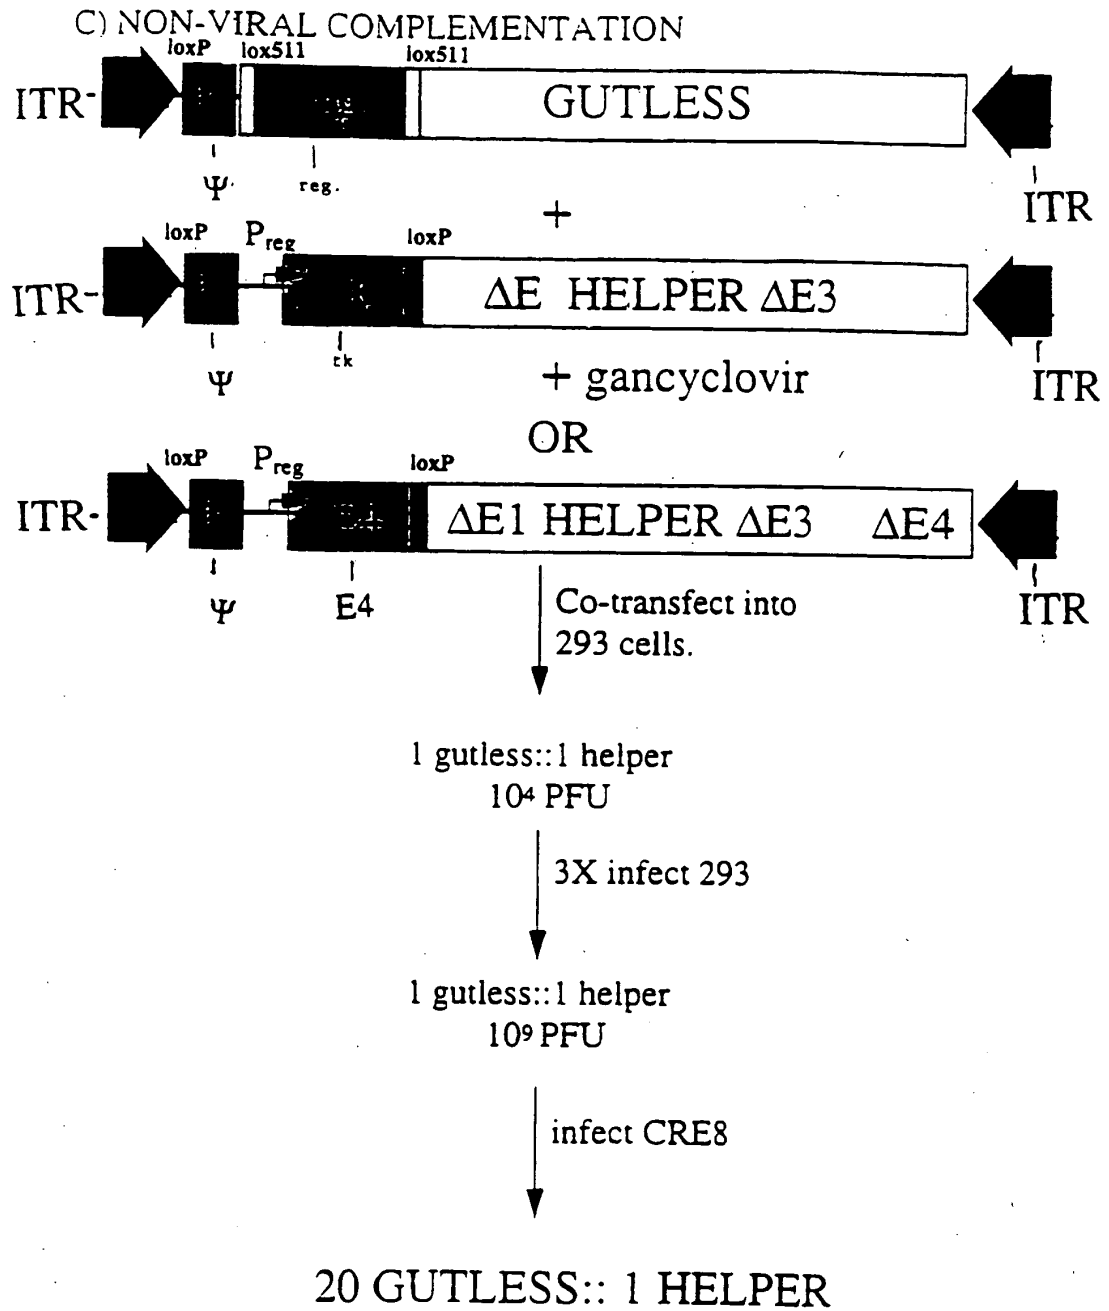 C) NON-VIRAL COMPLEMENTATION
loxP lox511 lox511
ITR- GUTLESS
Ψ reg. ITR
+
loxP Preg loxP
ITR- ΔE HELPER ΔE3
Ψ tk ITR
+ gancyclovir
OR
loxP Preg loxP
ITR- ΔE1 HELPER ΔE3 ΔE4
Ψ E4 ITR
Co-transfect into
293 cells.
1 gutless::1 helper
10⁴ PFU
3X infect 293
1 gutless::1 helper
10⁹ PFU
infect CRE8
20 GUTLESS:: 1 HELPER